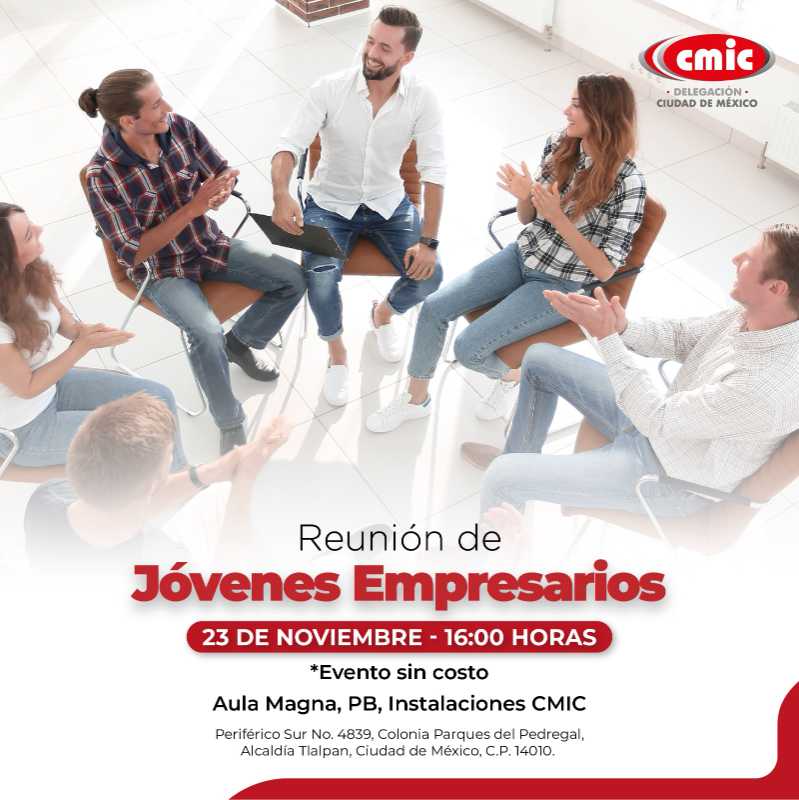 cmic
• DELEGACIÓN •
CIUDAD DE MÉXICO
Reunión de
Jóvenes Empresarios
23 DE NOVIEMBRE - 16:00 HORAS
*Evento sin costo
Aula Magna, PB, Instalaciones CMIC
Periférico Sur No. 4839, Colonia Parques del Pedregal,
Alcaldía Tlalpan, Ciudad de México, C.P. 14010.